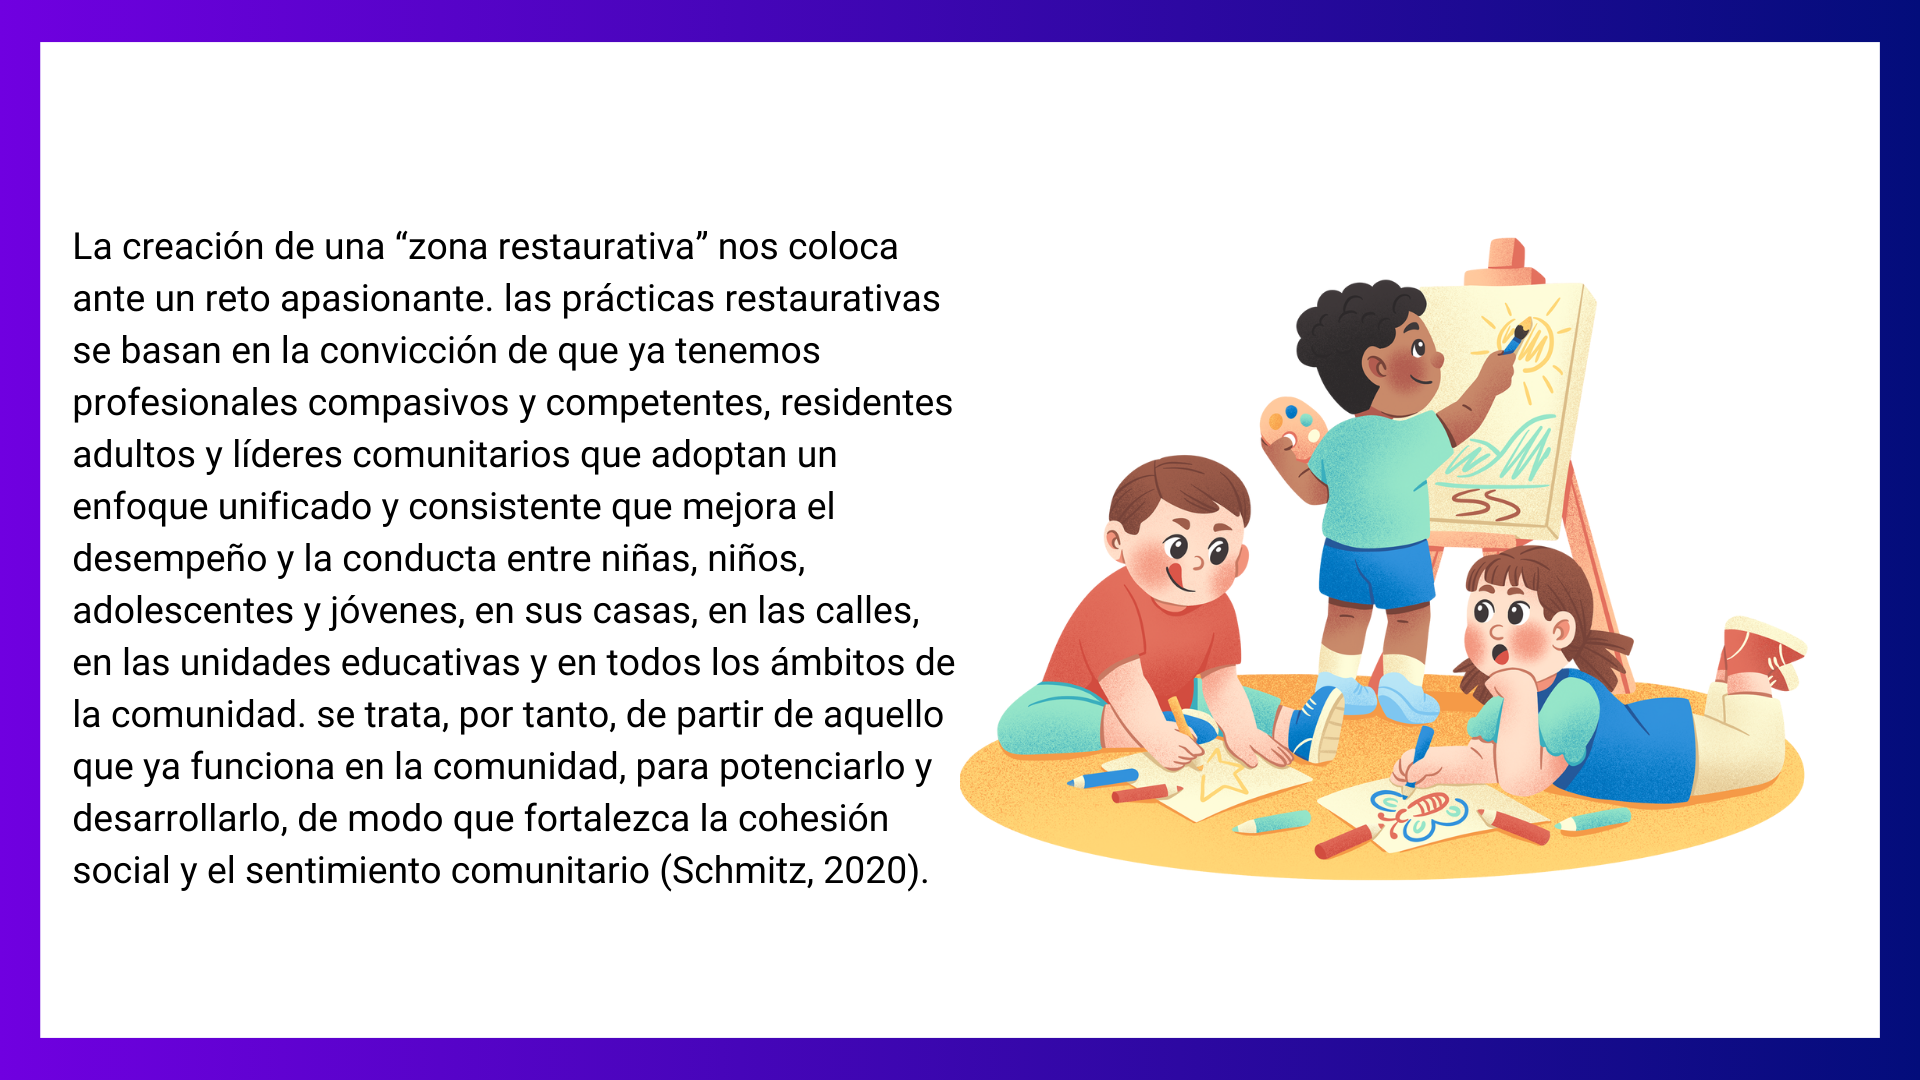 La creación de una “zona restaurativa” nos coloca
ante un reto apasionante. las prácticas restaurativas
se basan en la convicción de que ya tenemos
profesionales compasivos y competentes, residentes
adultos y líderes comunitarios que adoptan un
enfoque unificado y consistente que mejora el
desempeño y la conducta entre niñas, niños,
adolescentes y jóvenes, en sus casas, en las calles,
en las unidades educativas y en todos los ámbitos de
la comunidad. se trata, por tanto, de partir de aquello
que ya funciona en la comunidad, para potenciarlo y
desarrollarlo, de modo que fortalezca la cohesión
social y el sentimiento comunitario (Schmitz, 2020).